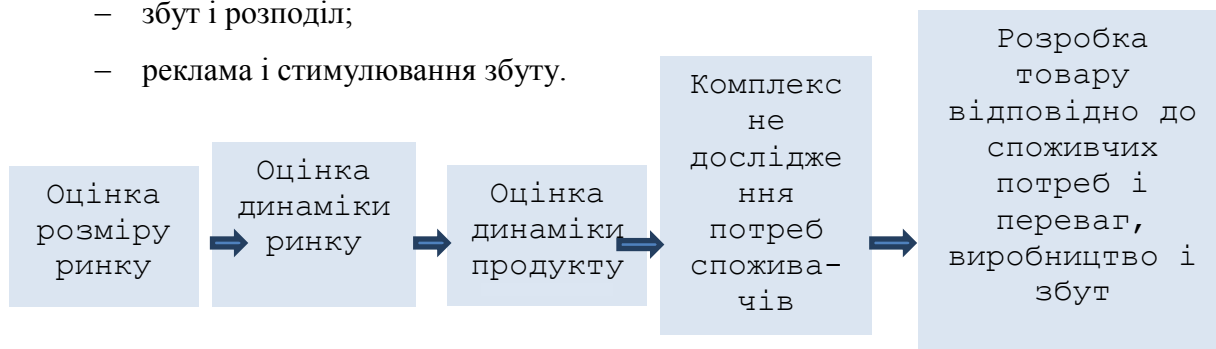 – збут і розподіл;
– реклама і стимулювання збуту.
Оцінка
розміру
ринку
Оцінка
динаміки
ринку
Оцінка
динаміки
продукту
Комплекс
не
дослідже
ння
потреб
спожива-
чів
Розробка
товару
відповідно до
споживчих
потреб і
переваг,
виробництво і
збут